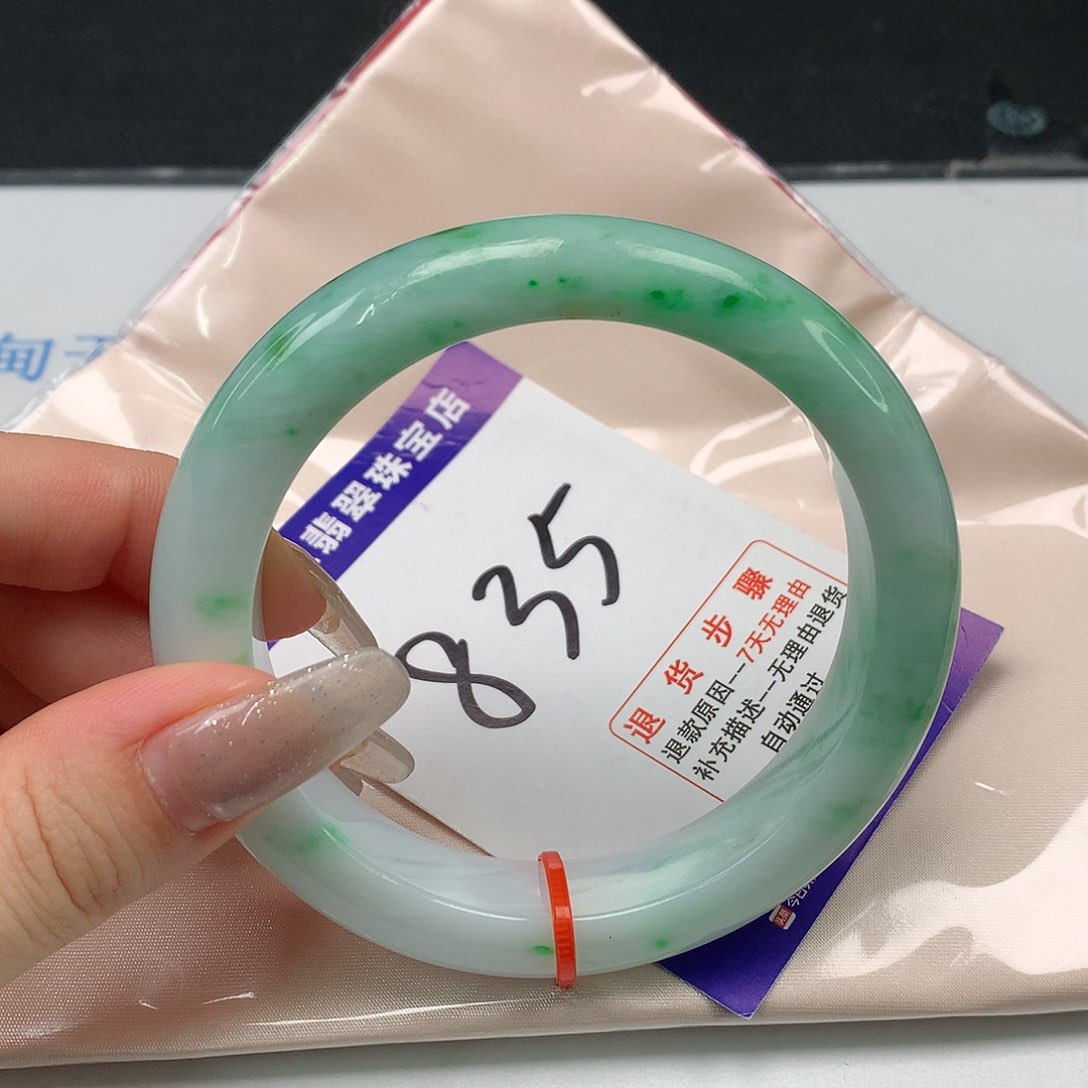 甸
翡翠珠宝店
835
退货步骤
退款原因---7天无理由
补充描述---无理由退货
自动通过